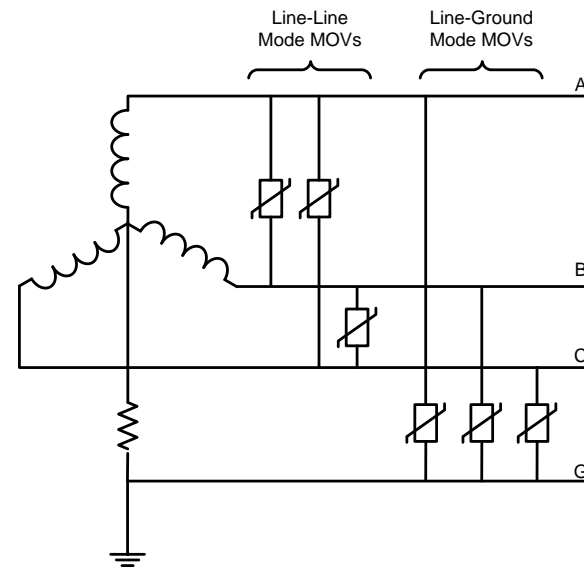 Line-Line
Mode MOVs
Line-Ground
Mode MOVs
A
B
C
G